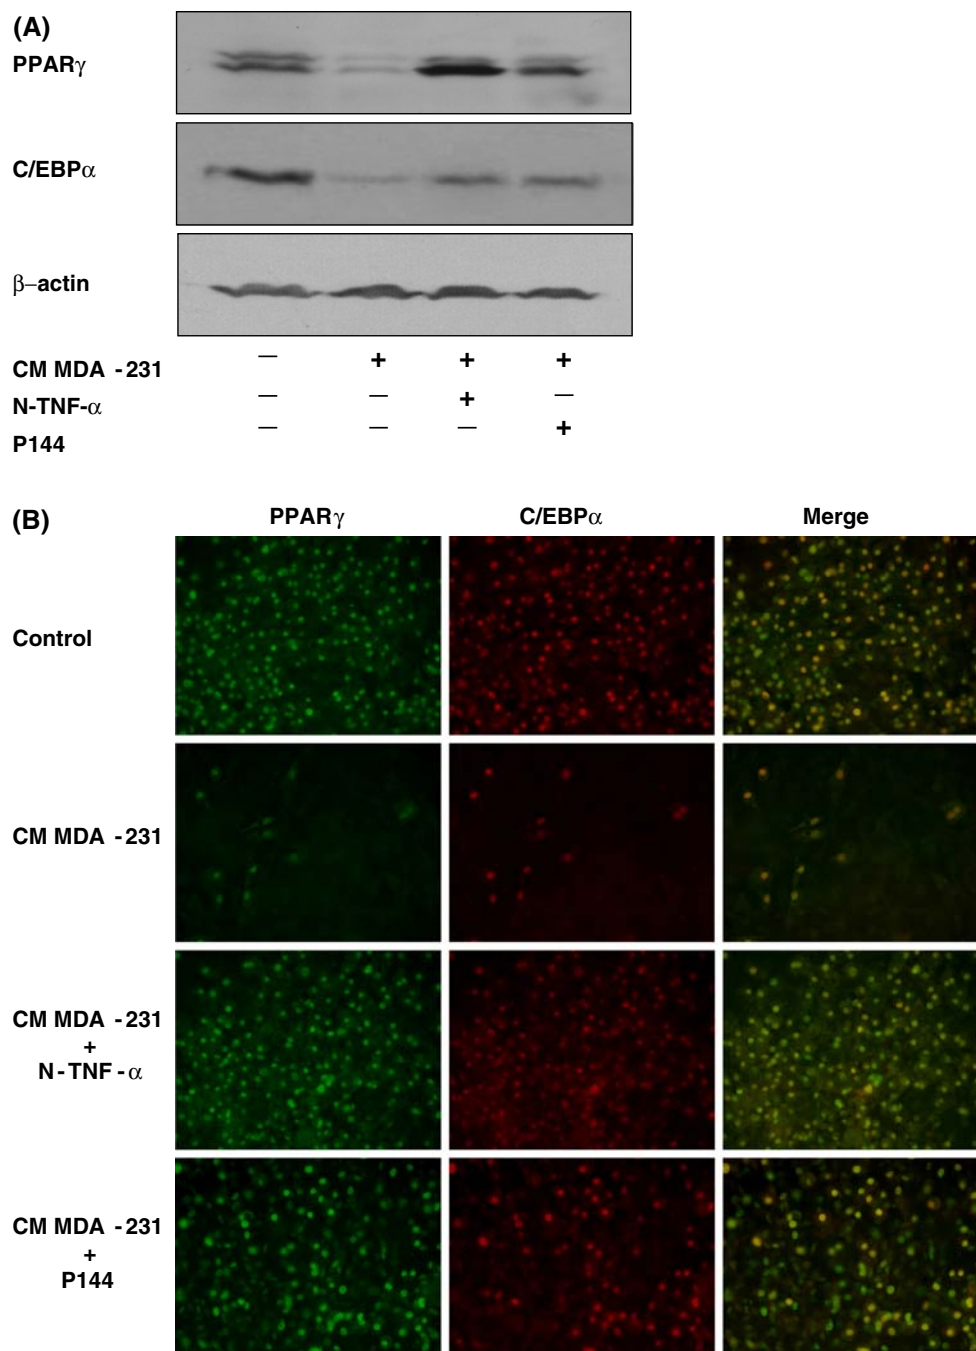 (A)
PPARγ
C/EBPα
β–actin
CM MDA -231 — + + +
N-TNF-α — — + —
P144 — — — +
(B)
PPARγ C/EBPα Merge
Control
CM MDA -231
CM MDA -231
+
N-TNF-α
CM MDA -231
+
P144